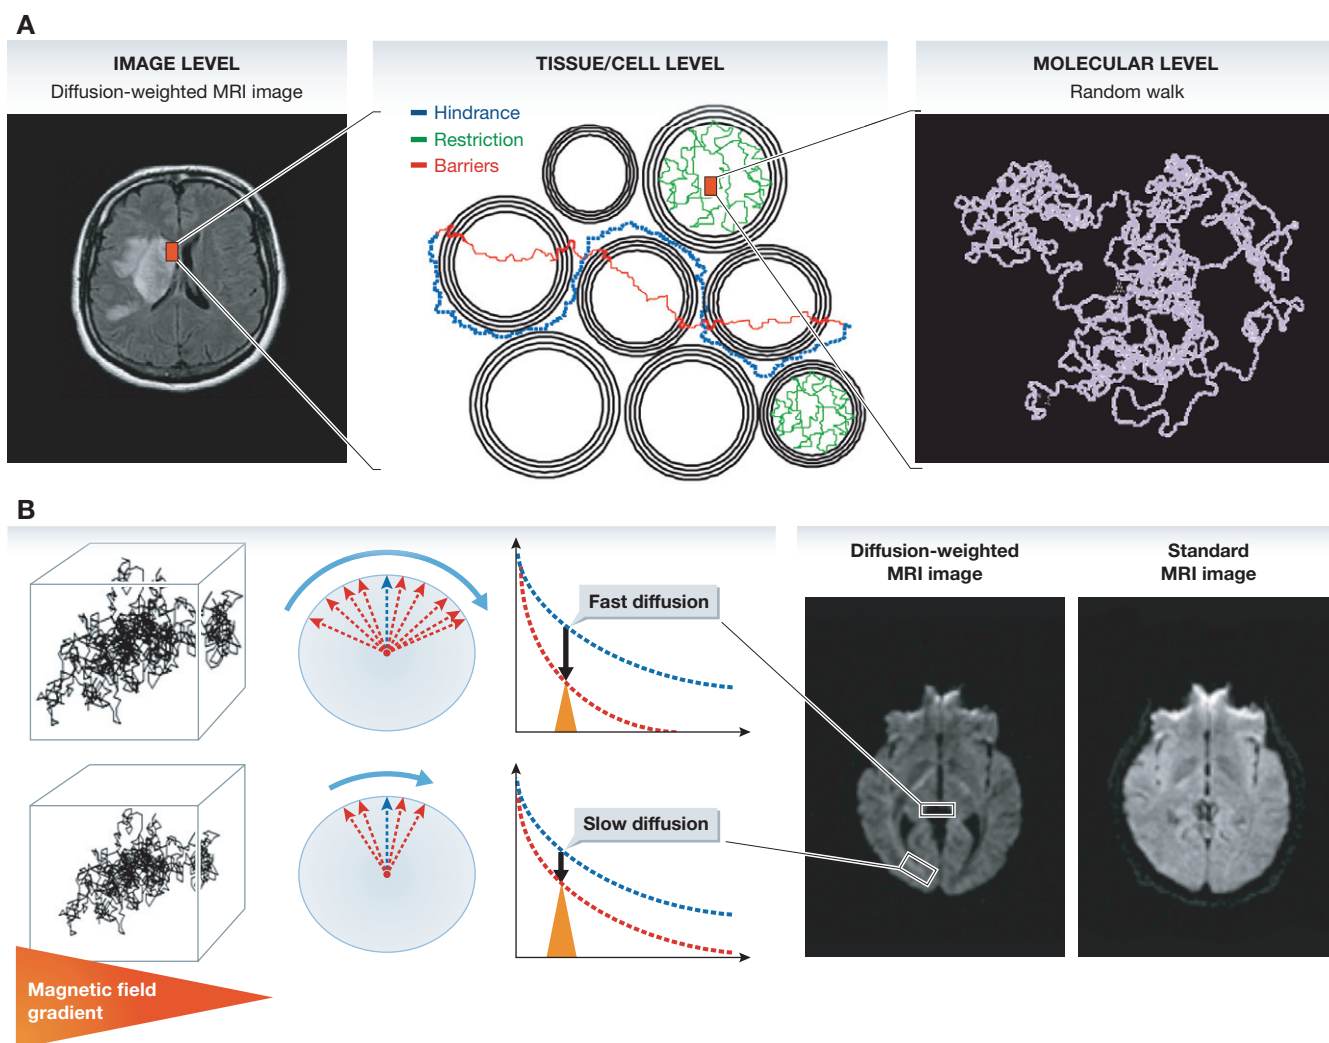 A
IMAGE LEVEL
Diffusion-weighted MRI image
TISSUE/CELL LEVEL
Hindrance
Restriction
Barriers
MOLECULAR LEVEL
Random walk
B
Fast diffusion
Slow diffusion
Magnetic field
gradient
Diffusion-weighted
MRI image
Standard
MRI image